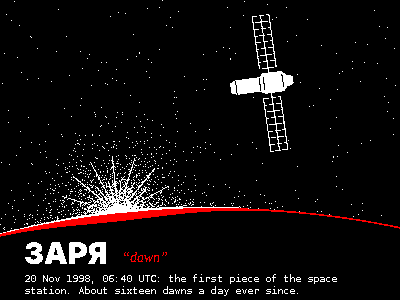 ЗАРЯ “down”
20 Nov 1998, 06:40 UTC: the first piece of the space
station. About sixteen dawns a day ever since.